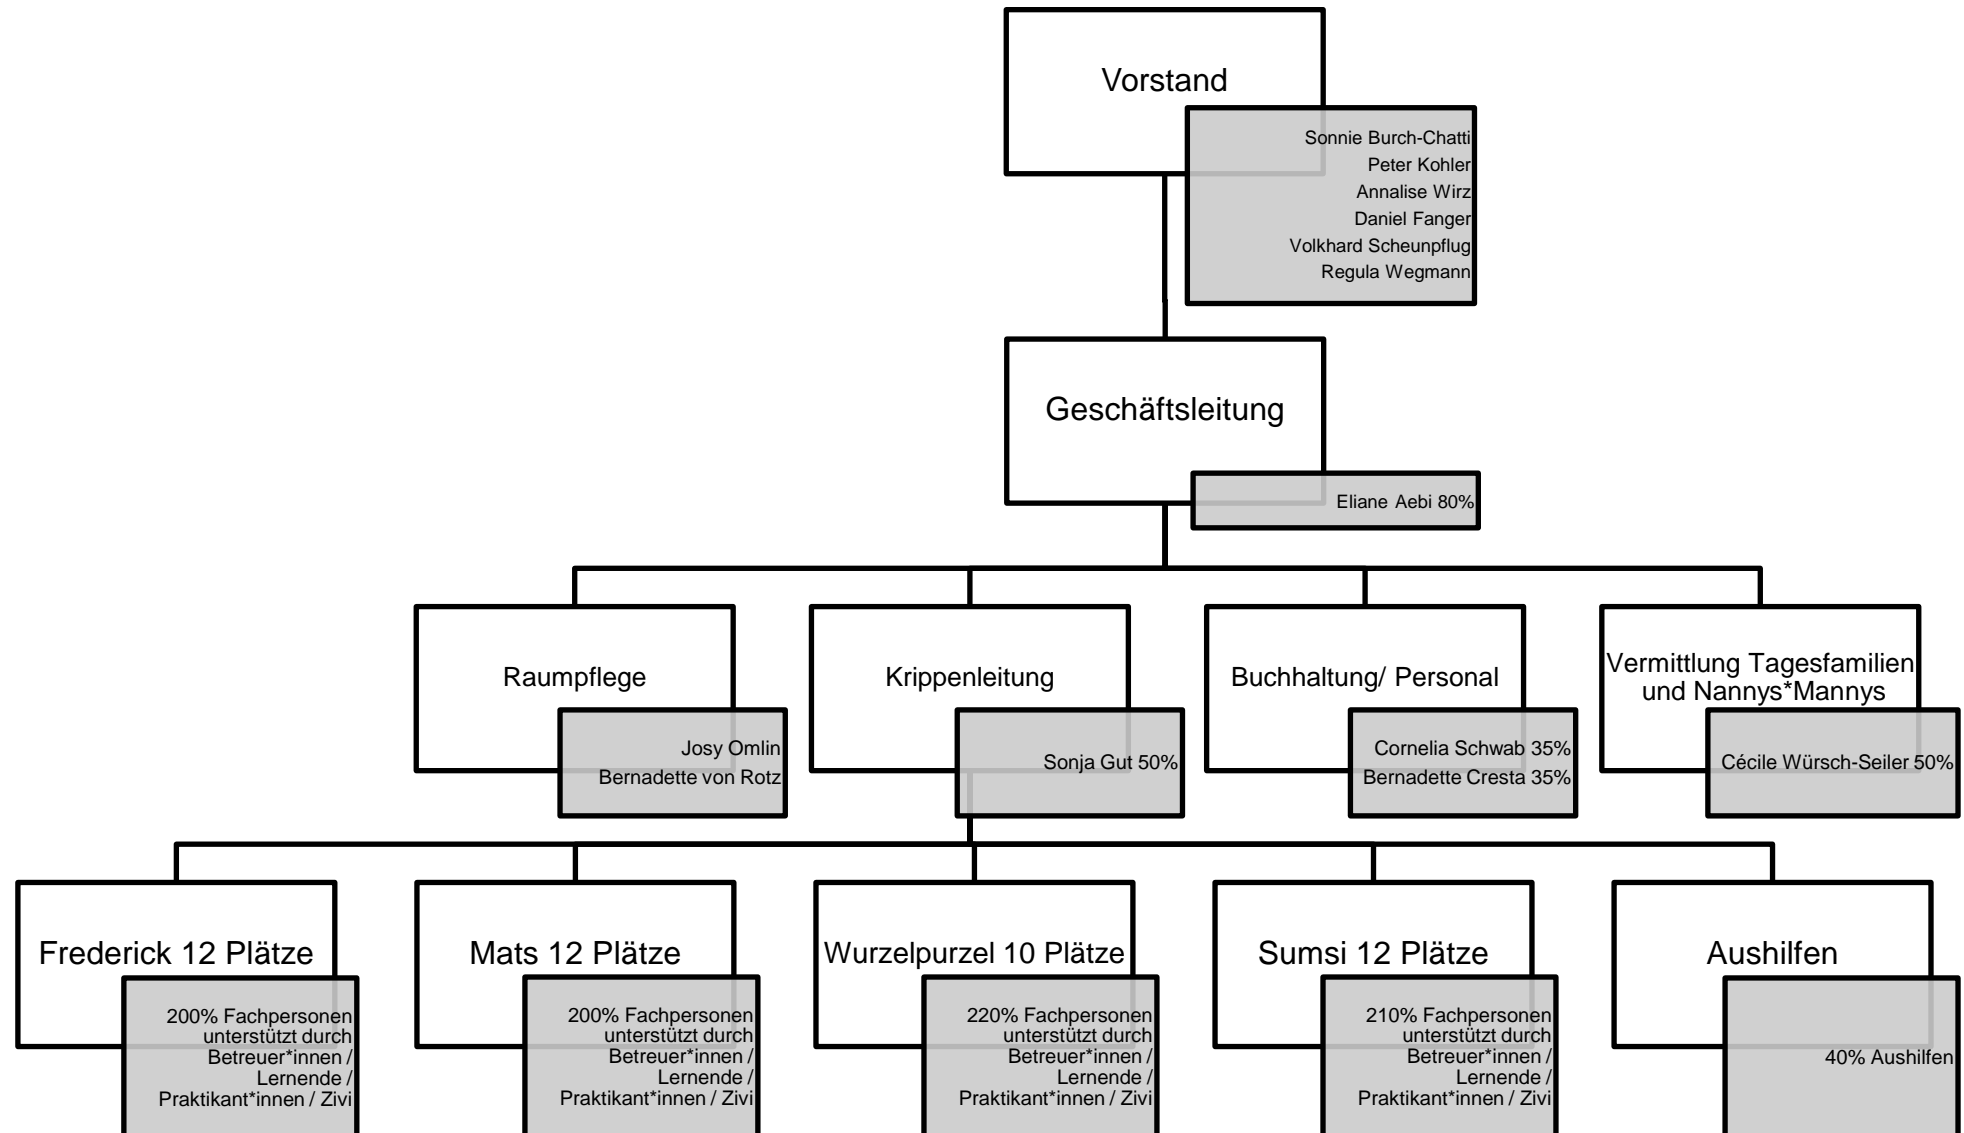 Vorstand
Sonnie Burch-Chatti
Peter Kohler
Annalise Wirz
Daniel Fanger
Volkhard Scheunpflug
Regula Wegmann
Geschäftsleitung
Eliane Aebi 80%
Raumpflege
Josy Omlin
Bernadette von Rotz
Krippenleitung
Sonja Gut 50%
Buchhaltung/ Personal
Cornelia Schwab 35%
Bernadette Cresta 35%
Vermittlung Tagesfamilien
und Nannys*Mannys
Cécile Würsch-Seiler 50%
Frederick 12 Plätze
200% Fachpersonen
unterstützt durch
Betreuer*innen /
Lernende /
Praktikant*innen / Zivi
Mats 12 Plätze
200% Fachpersonen
unterstützt durch
Betreuer*innen /
Lernende /
Praktikant*innen / Zivi
Wurzelpurzel 10 Plätze
220% Fachpersonen
unterstützt durch
Betreuer*innen /
Lernende /
Praktikant*innen / Zivi
Sumsi 12 Plätze
210% Fachpersonen
unterstützt durch
Betreuer*innen /
Lernende /
Praktikant*innen / Zivi
Aushilfen
40% Aushilfen